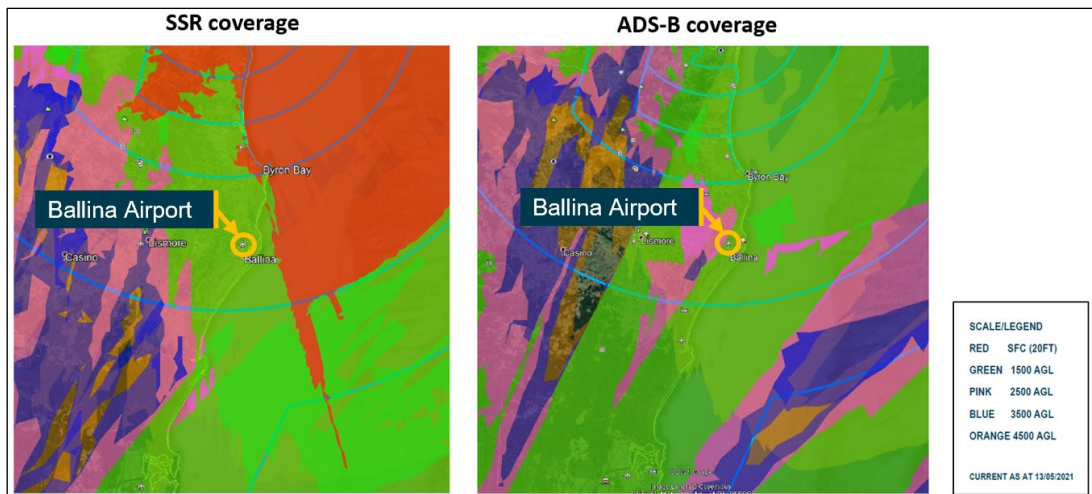 SSR coverage
ADS-B coverage
Byron Bay
Ballina Airport
Lismore
Casino
Ballina
Byron Bay
Ballina Airport
Lismore
Casino
Ballina
SCALE/LEGEND
RED SFC (20FT)
GREEN 1500 AGL
PINK 2500 AGL
BLUE 3500 AGL
ORANGE 4500 AGL
CURRENT AS AT 13/05/2021